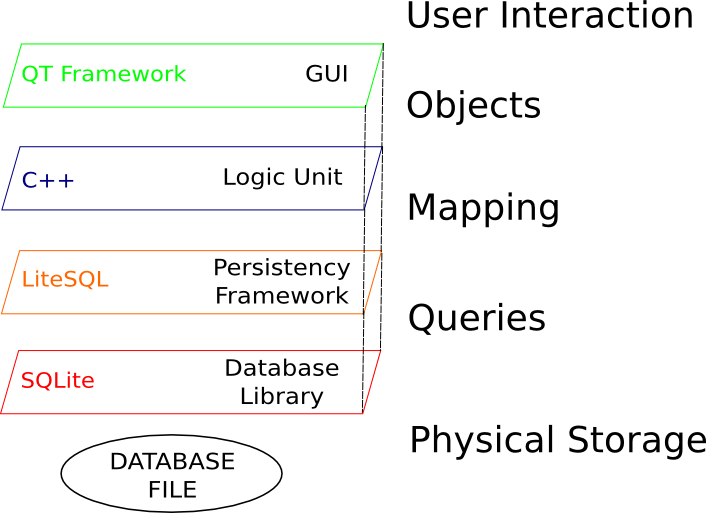 User Interaction
QT Framework GUI
Objects
C++ Logic Unit
Mapping
LiteSQL Persistency
Framework
Queries
SQLite Database
Library
Physical Storage
DATABASE
FILE